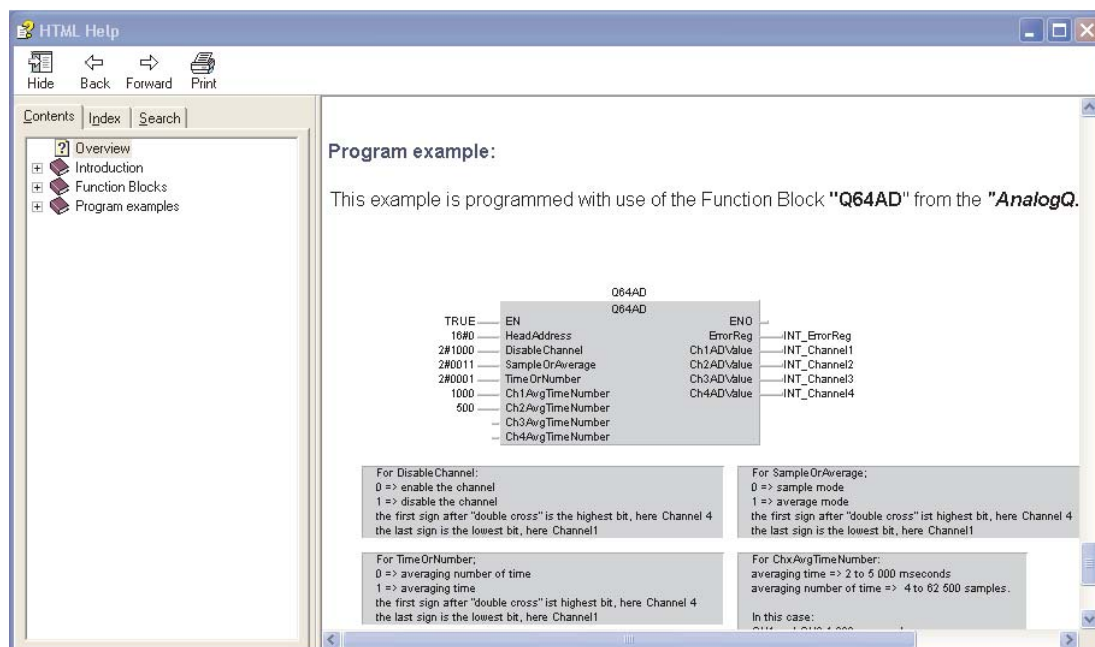 HTML Help
Hide Back Forward Print
Contents Index Search
Overview
Introduction
Function Blocks
Program examples
Program example:
This example is programmed with use of the Function Block "Q64AD" from the "AnalogQ.
Q64AD
Q64AD
TRUE EN ENO
16#0 HeadAddress ErrorReg INT_ErrorReg
2#1000 DisableChannel Ch1ADValue INT_Channel1
2#0011 SampleOrAverage Ch2ADValue INT_Channel2
2#0001 TimeOrNumber Ch3ADValue INT_Channel3
1000 Ch1AvgTimeNumber Ch4ADValue INT_Channel4
500 Ch2AvgTimeNumber
Ch3AvgTimeNumber
Ch4AvgTimeNumber
For DisableChannel:
0 => enable the channel
1 => disable the channel
the first sign after "double cross" is the highest bit, here Channel 4
the last sign is the lowest bit, here Channel1
For SampleOrAverage;
0 => sample mode
1 => average mode
the first sign after "double cross" ist highest bit, here Channel 4
the last sign is the lowest bit, here Channel1
For TimeOrNumber;
0 => averaging number of time
1 => averaging time
the first sign after "double cross" ist highest bit, here Channel 4
the last sign is the lowest bit, here Channel1
For ChxAvgTimeNumber:
averaging time => 2 to 5 000 mseconds
averaging number of time => 4 to 62 500 samples.
In this case: